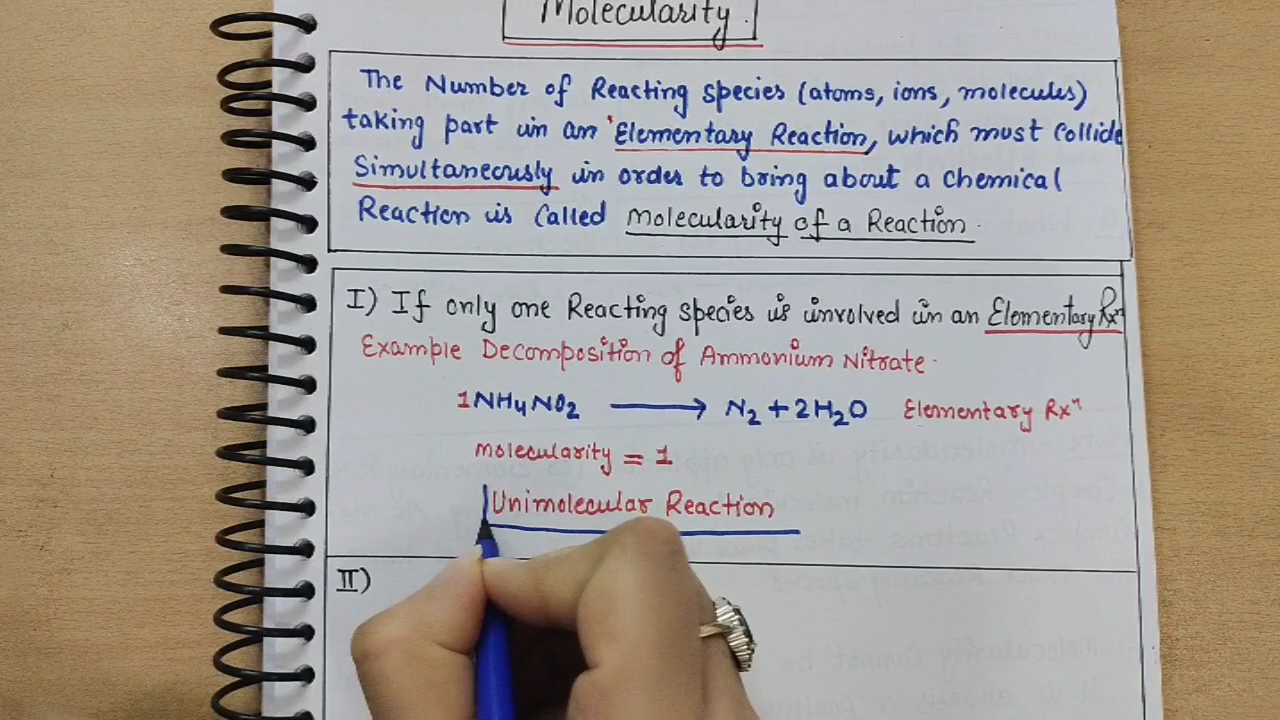 Molecularity.
The Number of Reacting species (atoms, ions, molecules)
taking part in an Elementary Reaction, which must collide
Simultaneously in order to bring about a Chemical
Reaction is Called Molecularity of a Reaction.
I) If only one Reacting species is involved in an Elementary Rxⁿ
Example Decomposition of Ammonium Nitrate.
1NH₄NO₂ ⟶ N₂ + 2H₂O Elementary Rxⁿ
molecularity = 1
Unimolecular Reaction
II)